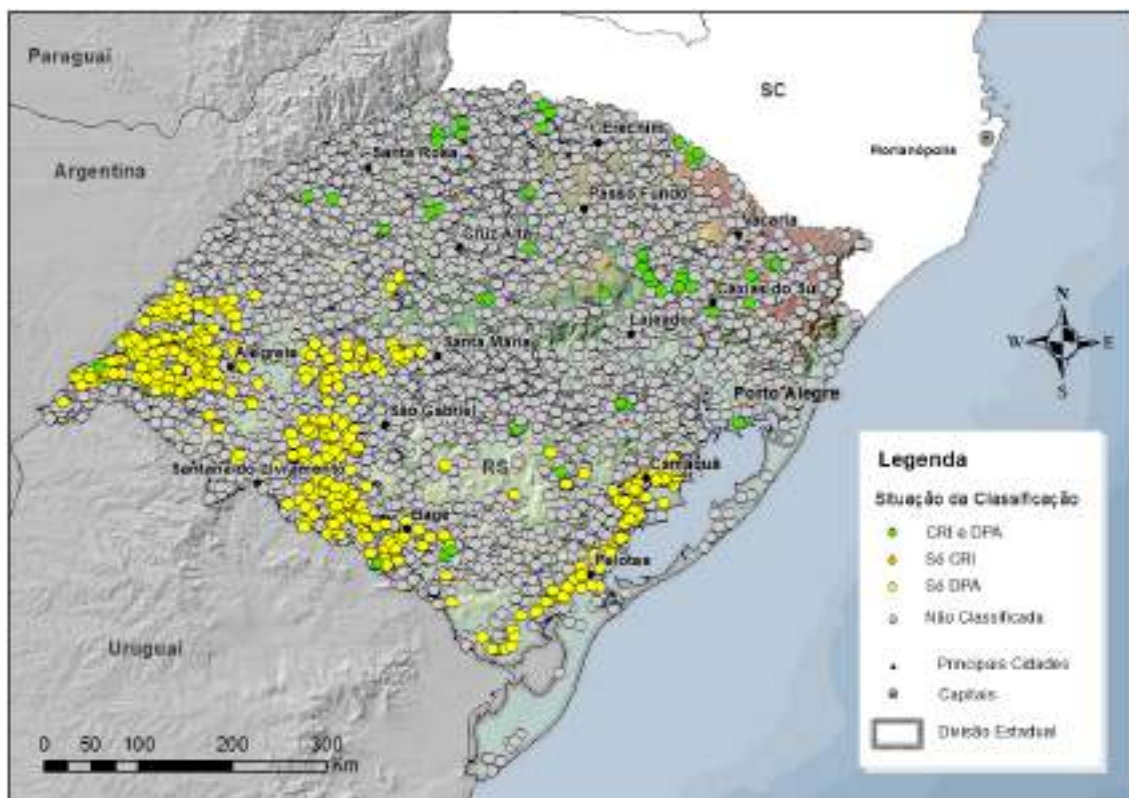 Paraguai
SC
Argentina
Florianópolis
Erechim
Santa Rosa
Passo Fundo
Vacaria
Cruz Alta
Caxias do Sul
Lajeado
Santa Maria
Alegrete
Porto Alegre
São Gabriel
RS
Santana do Livramento
Camaquã
Bagé
Pelotas
Uruguai
N
W E
S
0 50 100 200 300
Km
Legenda
Situação da Classificação
CRI e DPA
Só CRI
Só DPA
Não Classificada
Principais Cidades
Capitais
Divisão Estadual